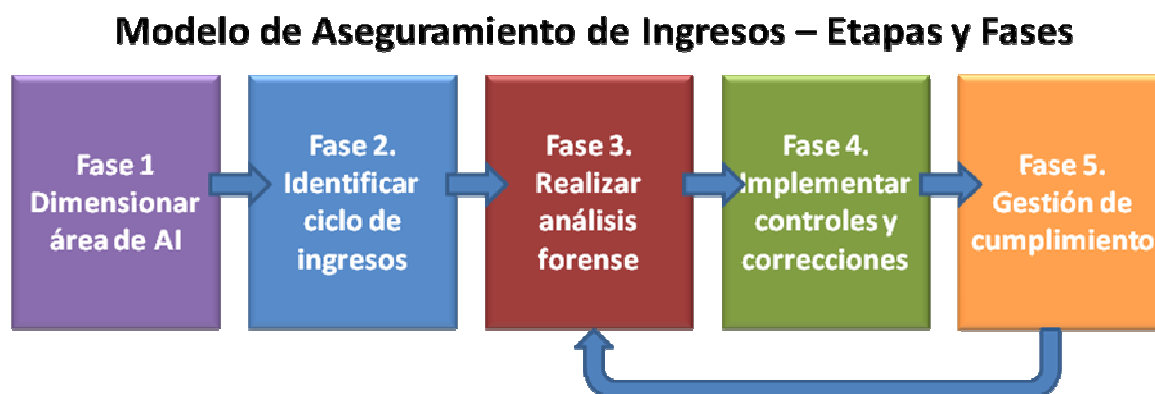 Modelo de Aseguramiento de Ingresos – Etapas y Fases
Fase 1
Dimensionar
área de AI
Fase 2.
Identificar
ciclo de
ingresos
Fase 3.
Realizar
análisis
forense
Fase 4.
Implementar
controles y
correcciones
Fase 5.
Gestión de
cumplimiento